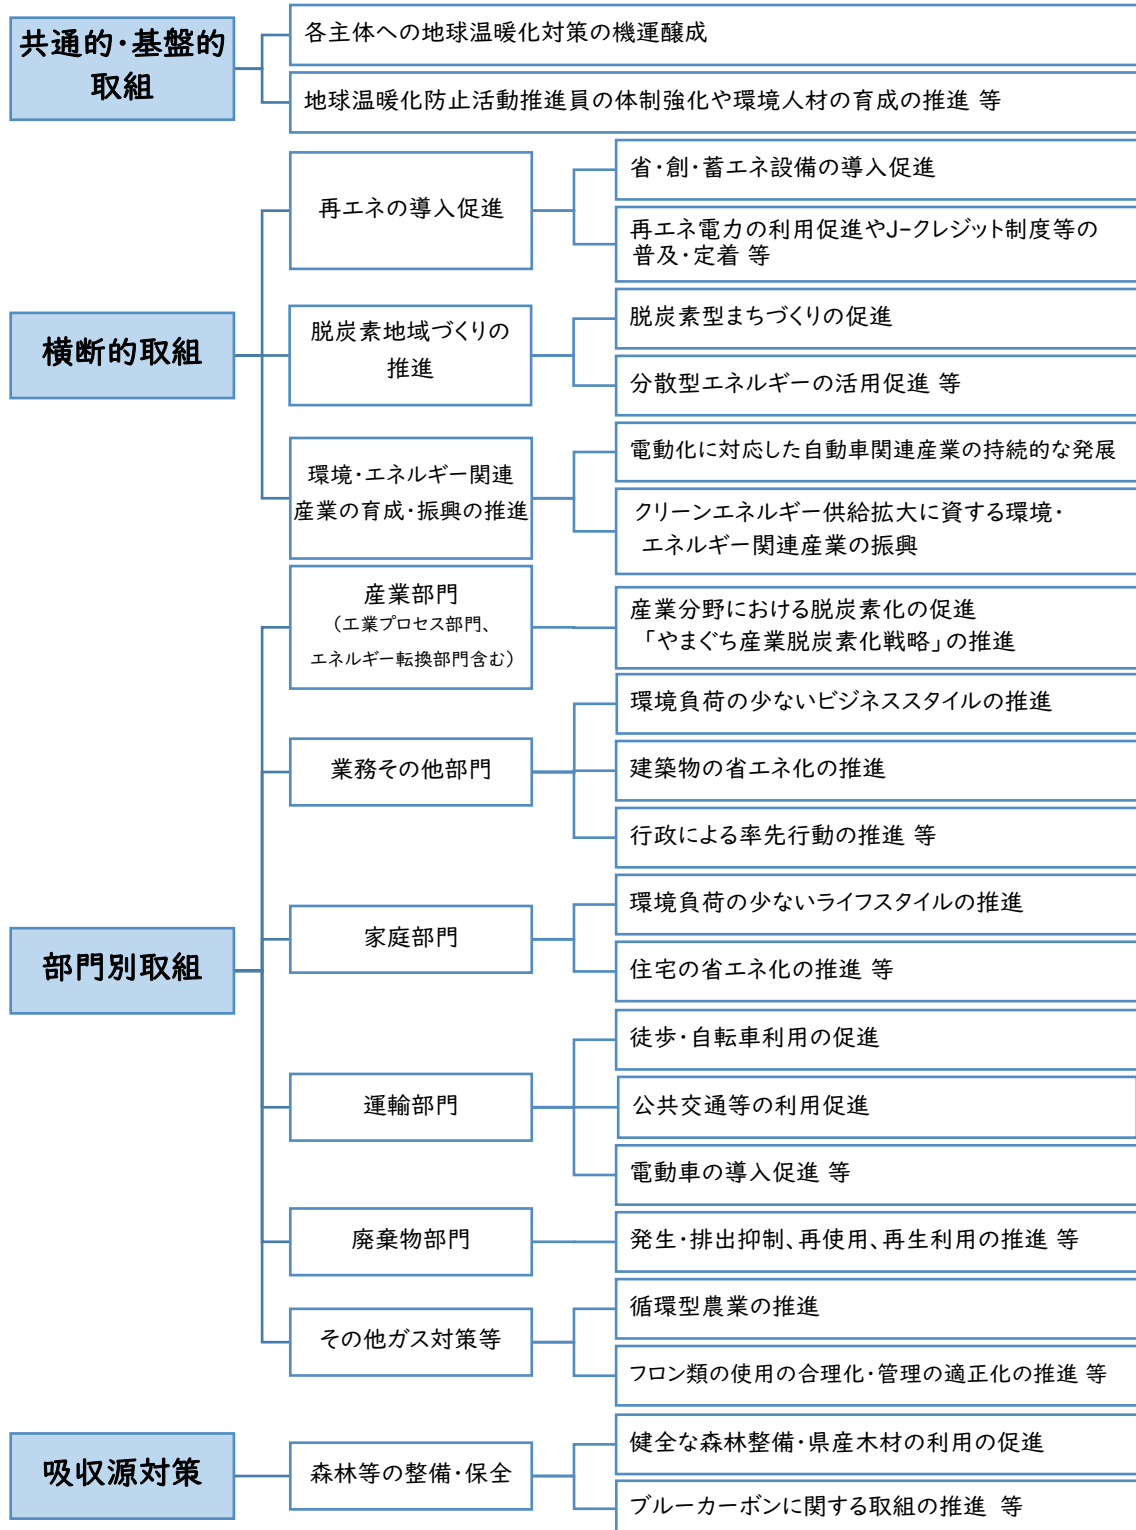 共通的・基盤的
取組
各主体への地球温暖化対策の機運醸成
地球温暖化防止活動推進員の体制強化や環境人材の育成の推進 等
横断的取組
再エネの導入促進
省・創・蓄エネ設備の導入促進
再エネ電力の利用促進やJ-クレジット制度等の
普及・定着 等
脱炭素地域づくりの
推進
脱炭素型まちづくりの促進
分散型エネルギーの活用促進 等
環境・エネルギー関連
産業の育成・振興の推進
電動化に対応した自動車関連産業の持続的な発展
クリーンエネルギー供給拡大に資する環境・
エネルギー関連産業の振興
部門別取組
産業部門
（工業プロセス部門、
エネルギー転換部門含む）
産業分野における脱炭素化の促進
「やまぐち産業脱炭素化戦略」の推進
業務その他部門
環境負荷の少ないビジネススタイルの推進
建築物の省エネ化の推進
行政による率先行動の推進 等
家庭部門
環境負荷の少ないライフスタイルの推進
住宅の省エネ化の推進 等
運輸部門
徒歩・自転車利用の促進
公共交通等の利用促進
電動車の導入促進 等
廃棄物部門
発生・排出抑制、再使用、再生利用の推進 等
その他ガス対策等
循環型農業の推進
フロン類の使用の合理化・管理の適正化の推進 等
吸収源対策
森林等の整備・保全
健全な森林整備・県産木材の利用の促進
ブルーカーボンに関する取組の推進 等